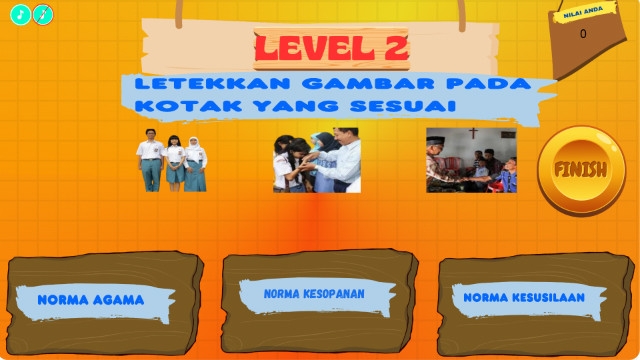 NILAI ANDA
0
LEVEL 2
LETEKKAN GAMBAR PADA
KOTAK YANG SESUAI
FINISH
NORMA AGAMA
NORMA KESOPANAN
NORMA KESUSILAAN